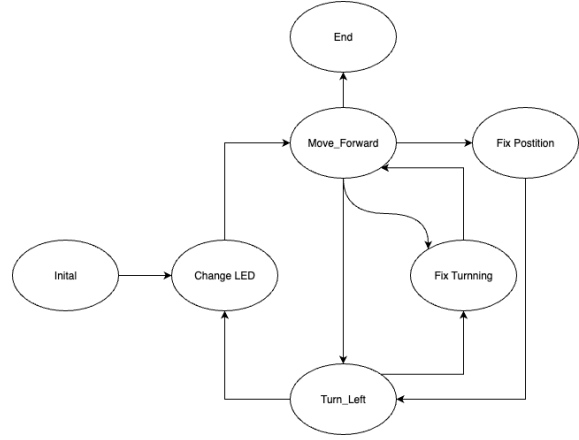 End
Move_Forward
Fix Postition
Inital
Change LED
Fix Turnning
Turn_Left